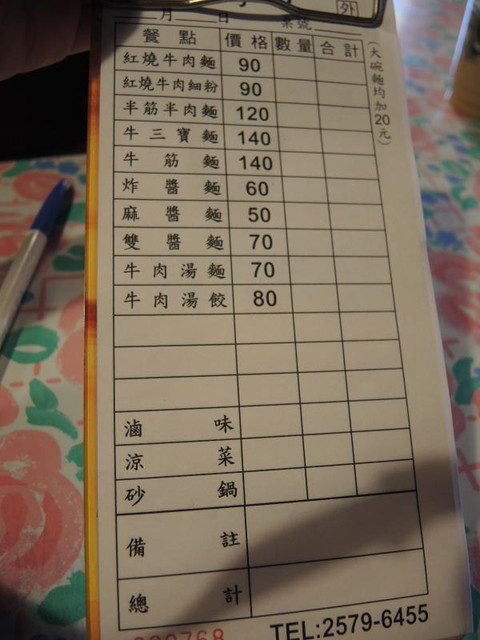 外
月 日 桌號
餐點 價格 數量 合計
紅燒牛肉麵 90
紅燒牛肉細粉 90
半筋半肉麵 120
牛三寶麵 140
牛筋麵 140
炸醬麵 60
麻醬麵 50
雙醬麵 70
牛肉湯麵 70
牛肉湯餃 80
滷味
涼菜
砂鍋
備註
總計
(大碗麵均加20元)
TEL:2579-6455